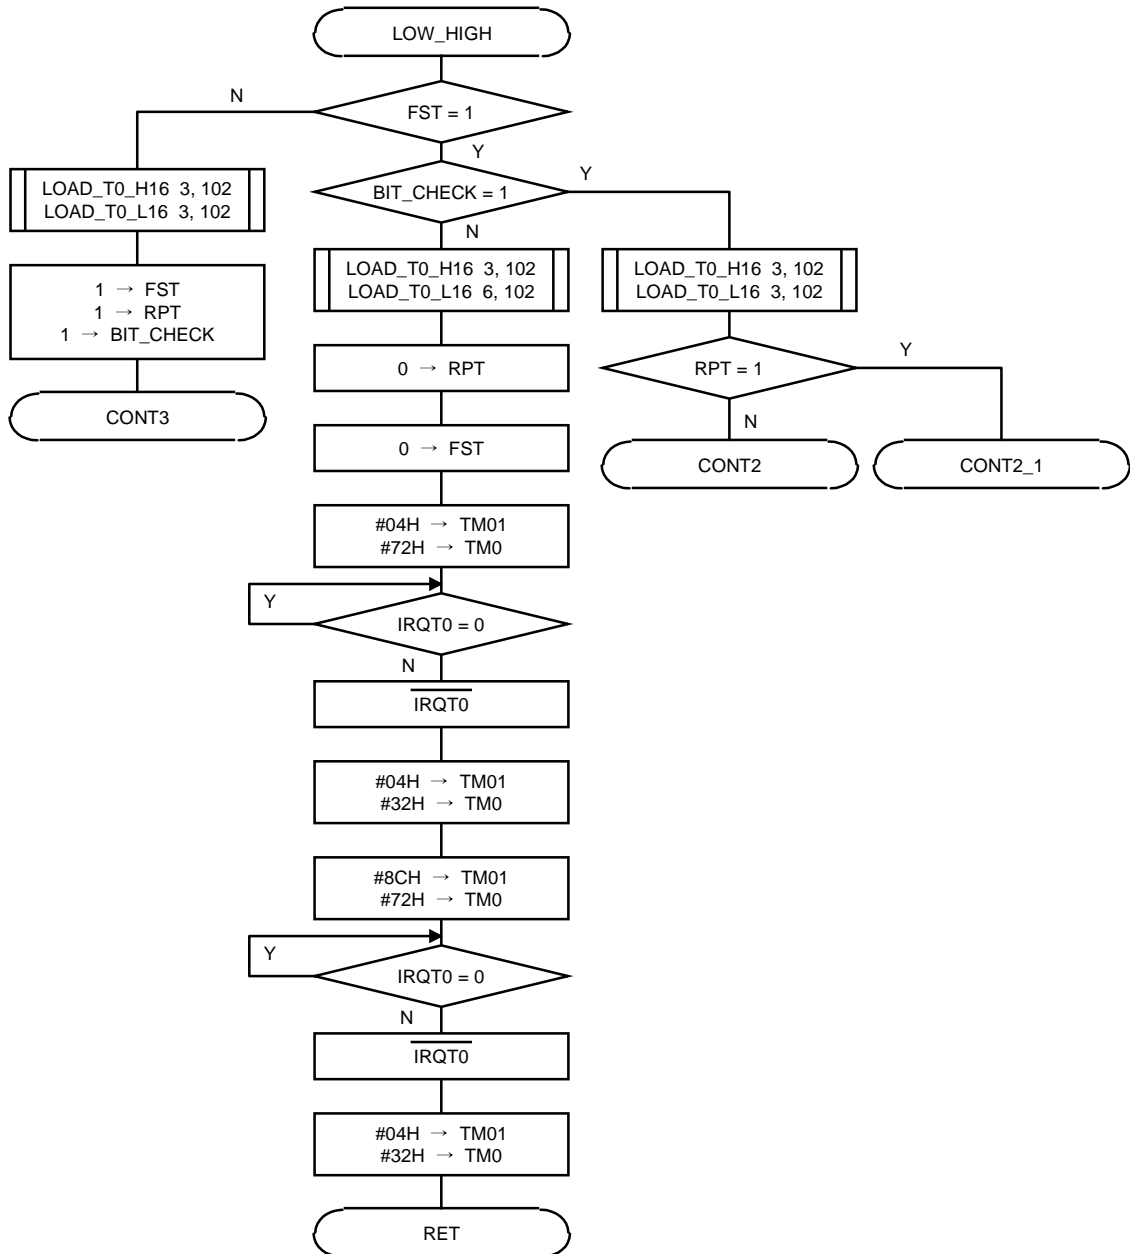 LOW_HIGH
N
FST = 1
Y
Y
LOAD_T0_H16 3, 102
LOAD_T0_L16 3, 102
BIT_CHECK = 1
N
1 → FST
1 → RPT
1 → BIT_CHECK
LOAD_T0_H16 3, 102
LOAD_T0_L16 6, 102
LOAD_T0_H16 3, 102
LOAD_T0_L16 3, 102
Y
0 → RPT
RPT = 1
CONT3
N
0 → FST
CONT2
CONT2_1
#04H → TM01
#72H → TM0
Y
IRQT0 = 0
N
IRQT0
#04H → TM01
#32H → TM0
#8CH → TM01
#72H → TM0
Y
IRQT0 = 0
N
IRQT0
#04H → TM01
#32H → TM0
RET